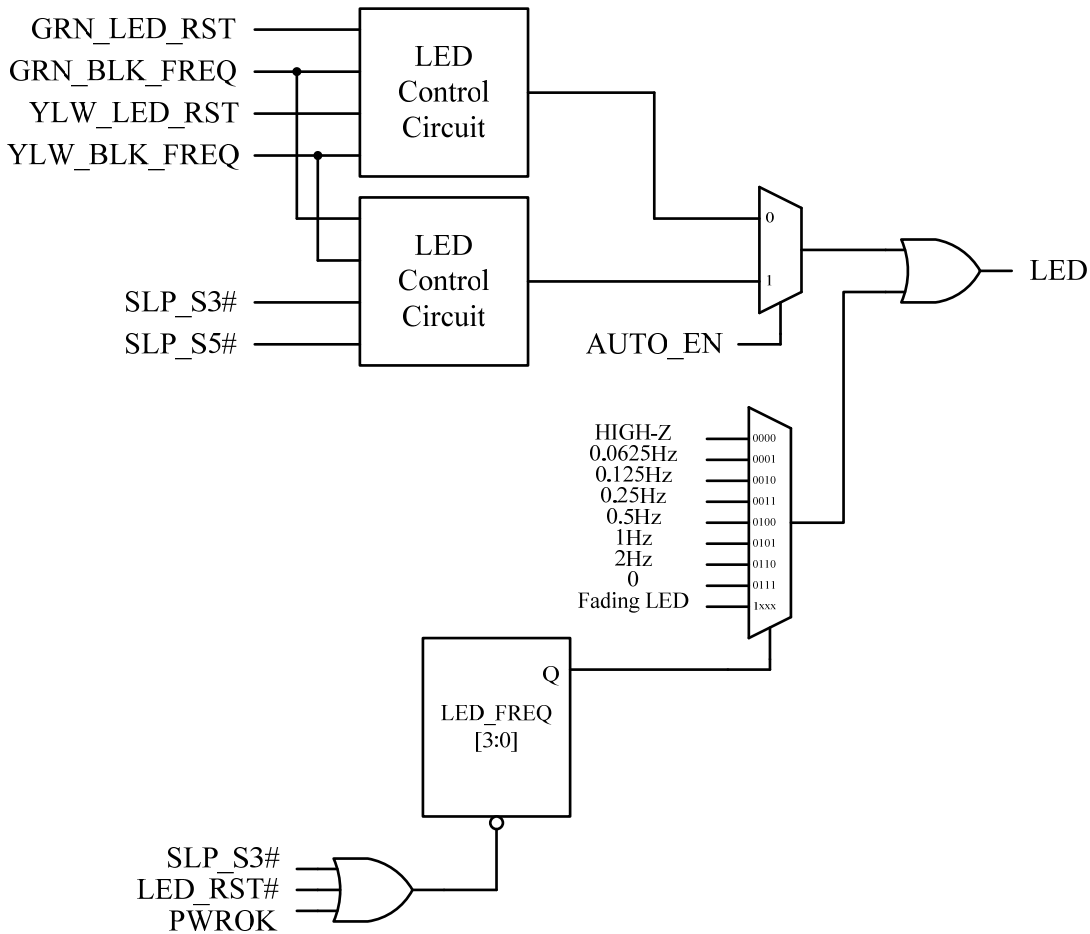 GRN_LED_RST
GRN_BLK_FREQ
YLW_LED_RST
YLW_BLK_FREQ
LED
Control
Circuit
LED
Control
Circuit
SLP_S3#
SLP_S5#
0
1
AUTO_EN
LED
HIGH-Z
0.0625Hz
0.125Hz
0.25Hz
0.5Hz
1Hz
2Hz
0
Fading LED
0000
0001
0010
0011
0100
0101
0110
0111
1xxx
Q
LED_FREQ
[3:0]
SLP_S3#
LED_RST#
PWROK